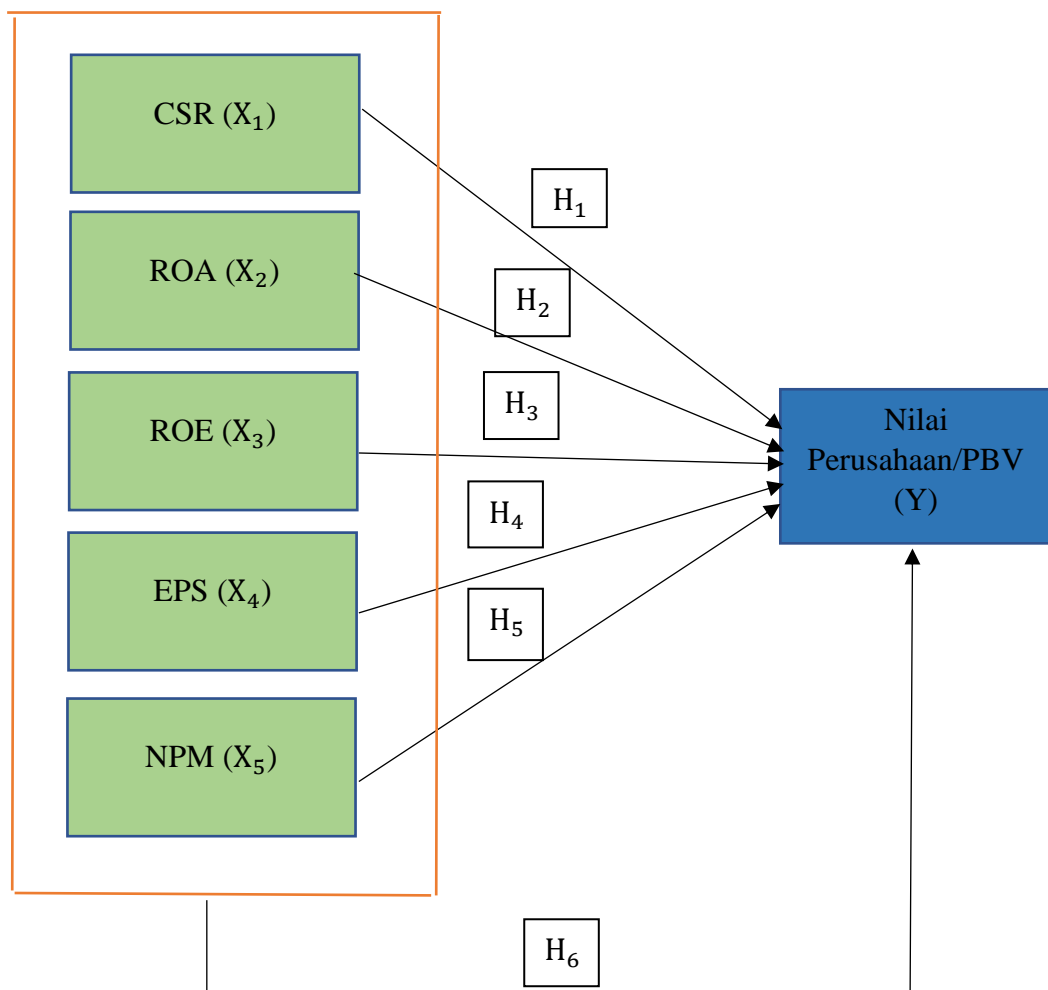 CSR (X₁)
H₁
ROA (X₂)
H₂
ROE (X₃)
H₃
Nilai
Perusahaan/PBV
(Y)
H₄
EPS (X₄)
H₅
NPM (X₅)
H₆